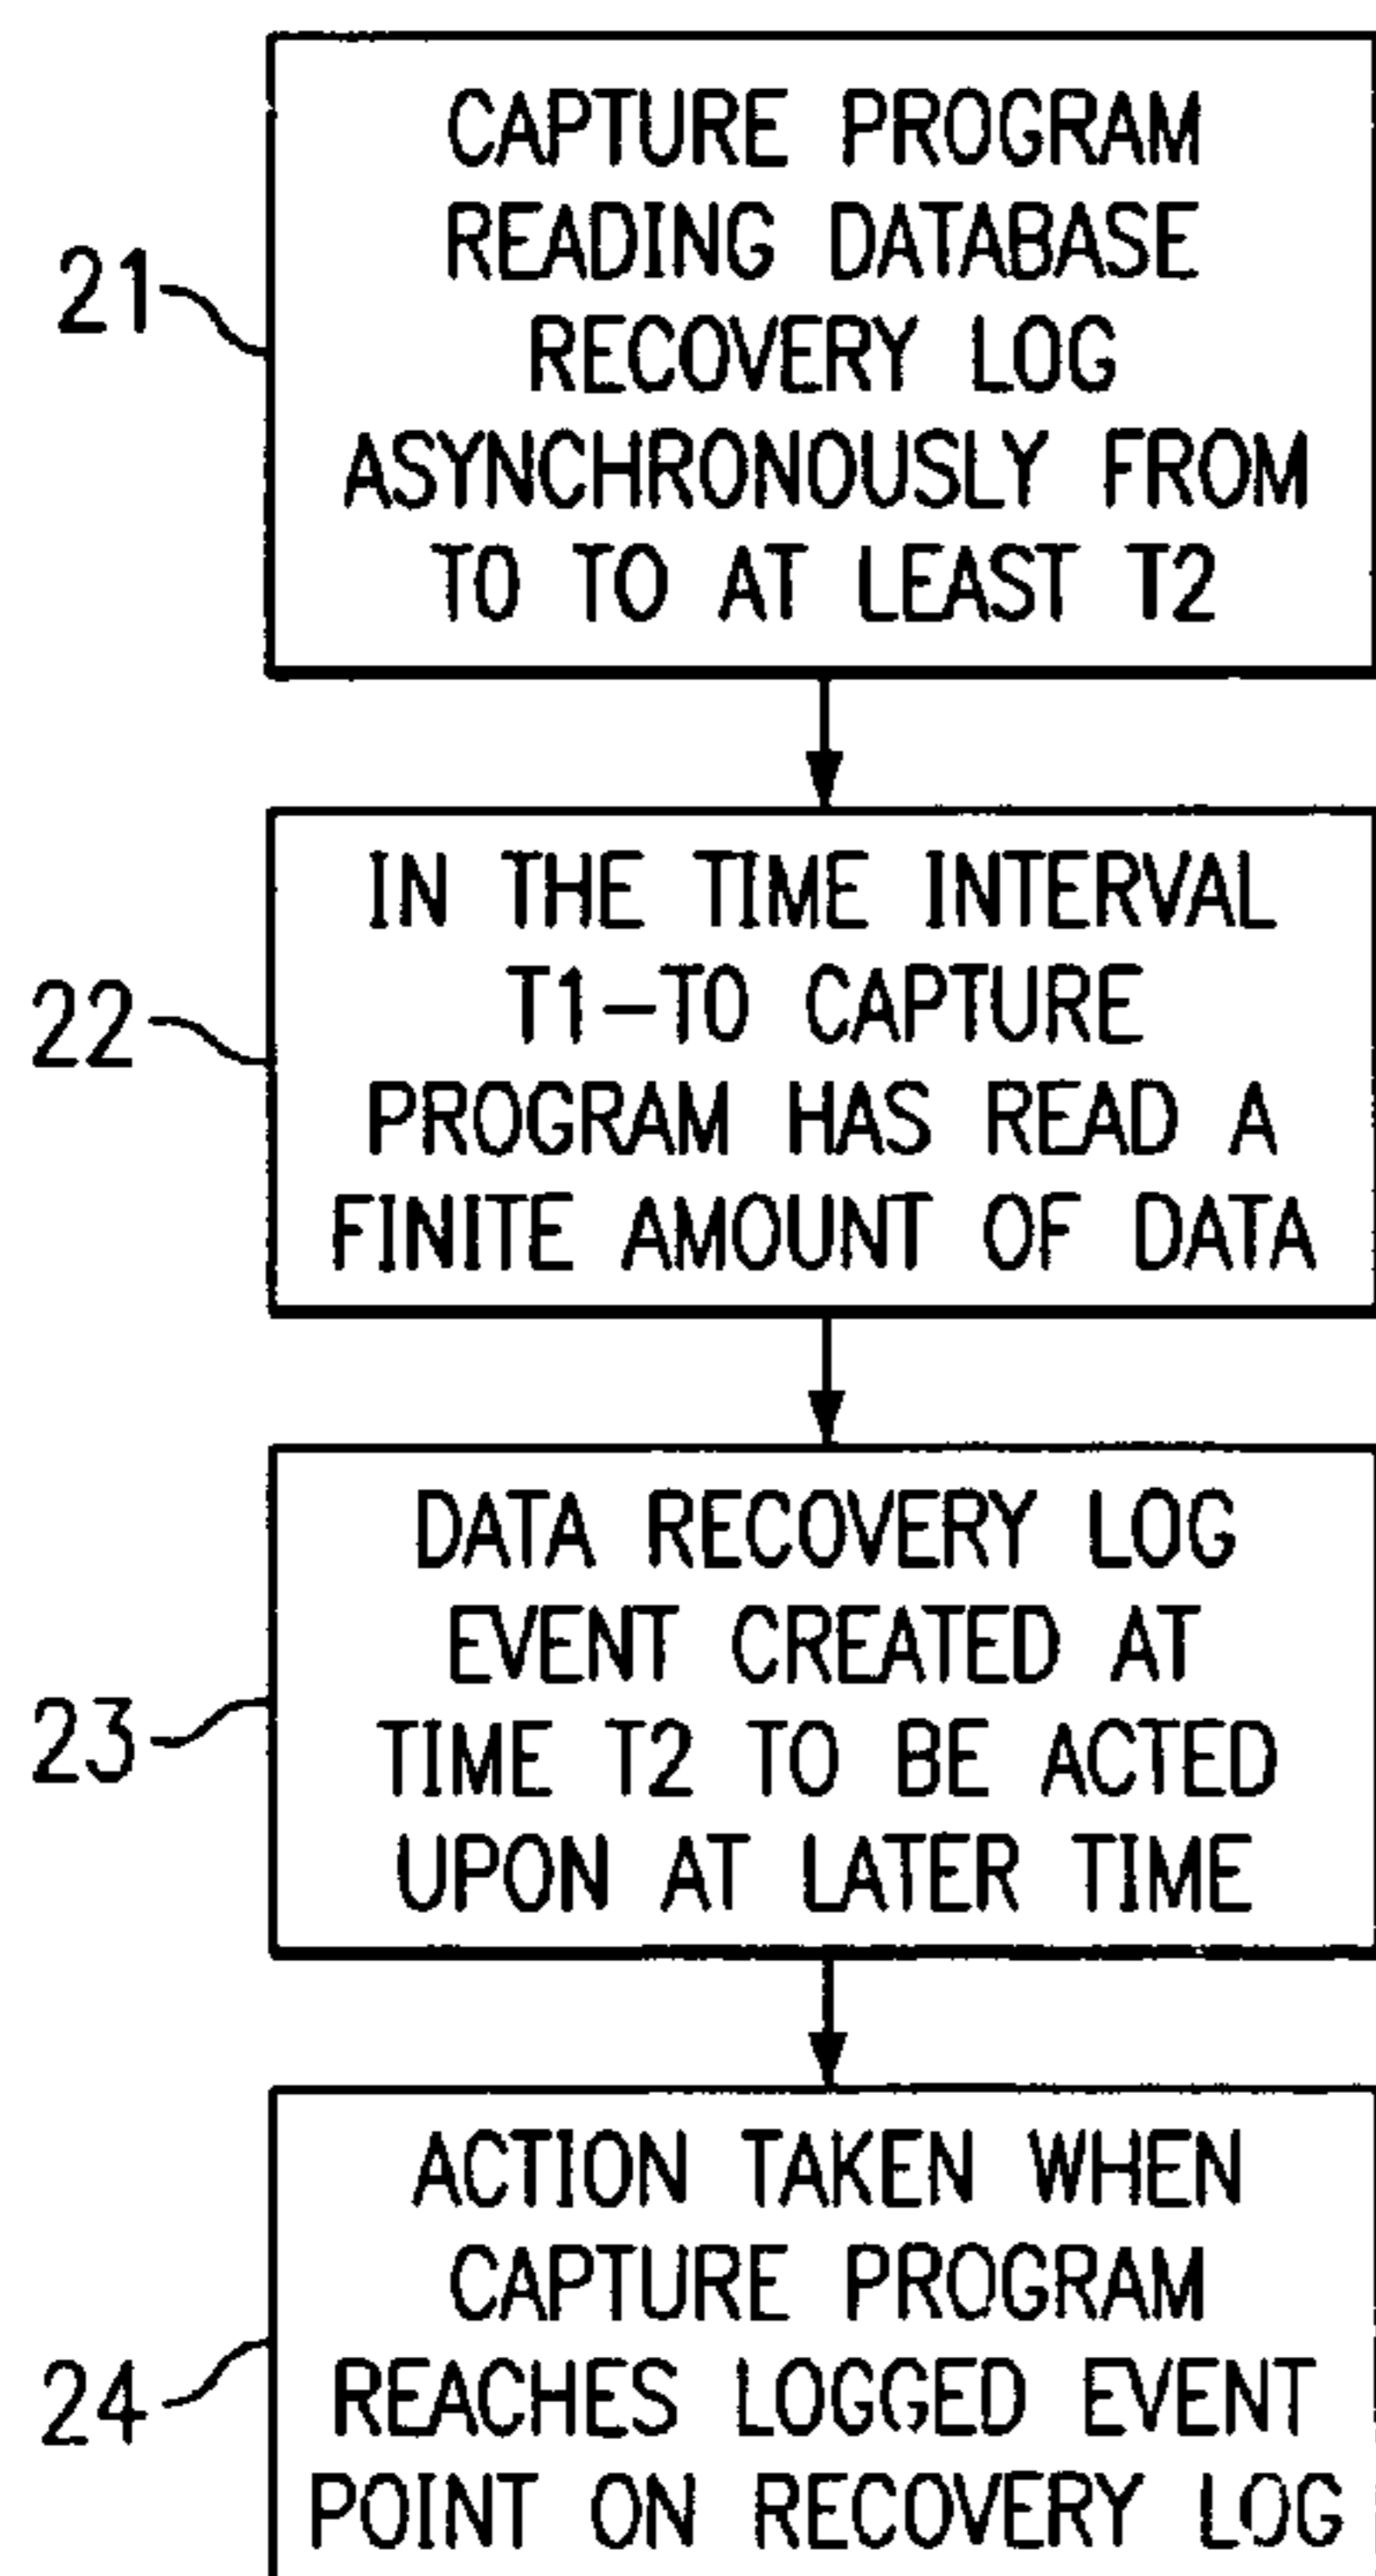 CAPTURE PROGRAM
READING DATABASE
RECOVERY LOG
ASYNCHRONOUSLY FROM
T0 TO AT LEAST T2
21
IN THE TIME INTERVAL
T1-T0 CAPTURE
PROGRAM HAS READ A
FINITE AMOUNT OF DATA
22
DATA RECOVERY LOG
EVENT CREATED AT
TIME T2 TO BE ACTED
UPON AT LATER TIME
23
ACTION TAKEN WHEN
CAPTURE PROGRAM
REACHES LOGGED EVENT
POINT ON RECOVERY LOG
24